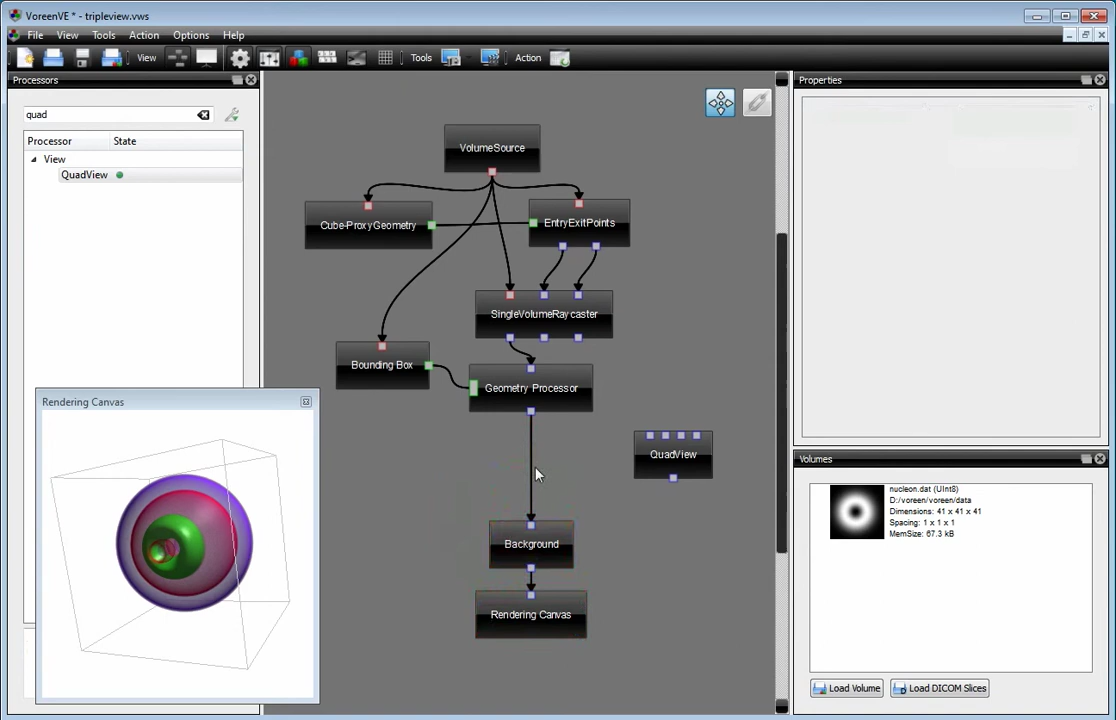 VoreenVE * - tripleview.vws
File View Tools Action Options Help
View Tools Action
Processors
quad
Processor State
View
QuadView
VolumeSource
Cube-ProxyGeometry
EntryExitPoints
SingleVolumeRaycaster
Bounding Box
Geometry Processor
QuadView
Background
Rendering Canvas
Rendering Canvas
Properties
Volumes
nucleon.dat (UInt8)
D:/voreen/voreen/data
Dimensions: 41 x 41 x 41
Spacing: 1 x 1 x 1
MemSize: 67.3 kB
Load Volume
Load DICOM Slices